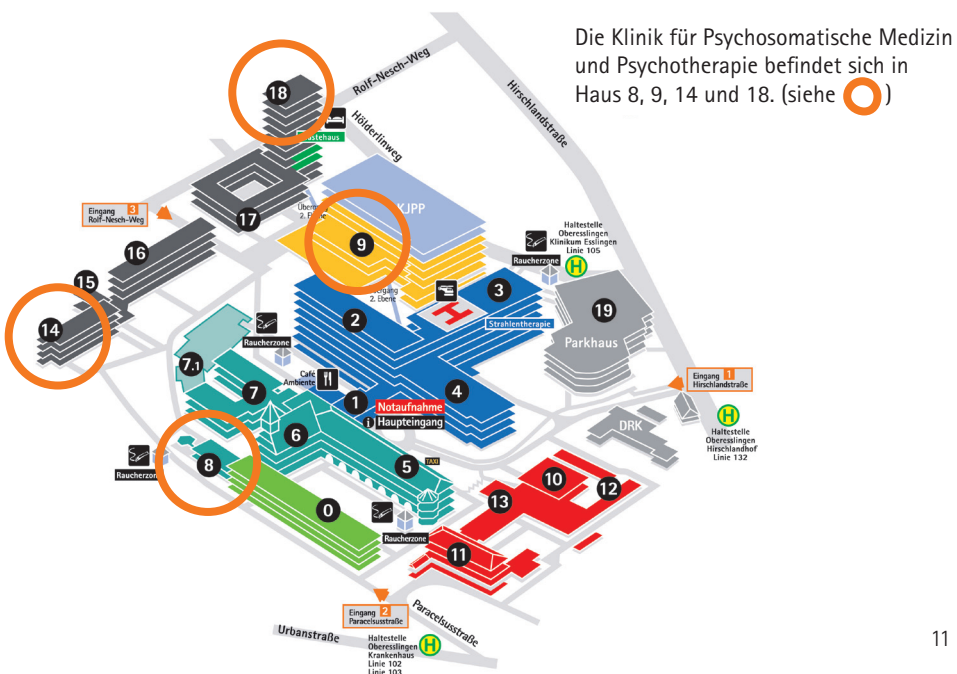 Die Klinik für Psychosomatische Medizin
und Psychotherapie befindet sich in
Haus 8, 9, 14 und 18. (siehe )
18
Rolf-Nesch-Weg
Hirschlandstraße
Hölderlinweg
KJPP
Eingang 3
Rolf-Nesch-Weg
17
2. Ebene
9
16
Haltestelle
Oberesslingen
Klinikum Esslingen
Linie 105
H
Raucherzone
15
2. Ebene
3
H
14
2
Strahlentherapie
19
Parkhaus
Raucherzone
7.1
Café
Ambiente
7
1
4
Eingang 1
Hirschlandstraße
Notaufnahme
i Haupteingang
6
DRK
H
Haltestelle
Oberesslingen
Hirschlandhof
Linie 132
8
5
TAXI
Raucherzone
10
12
13
0
Raucherzone
11
Eingang 2
Paracelsusstraße
Paracelsusstraße
Urbanstraße
Haltestelle
Oberesslingen
Krankenhaus
Linie 102
Linie 103
H
11